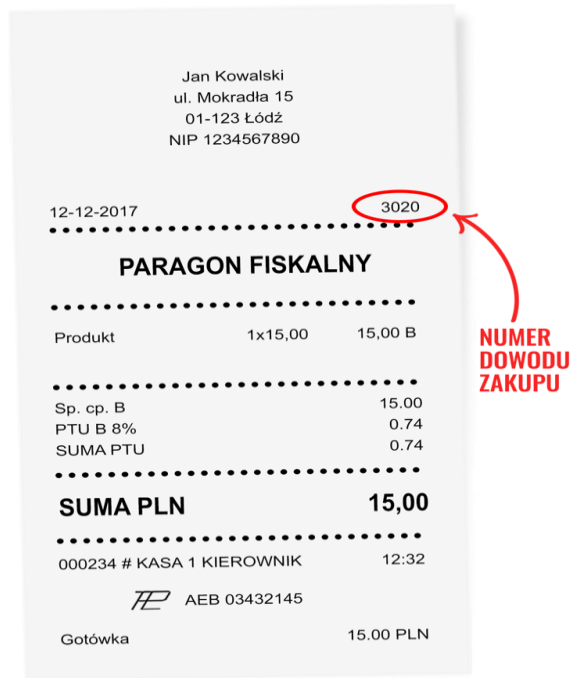 Jan Kowalski
ul. Mokradła 15
01-123 Łódź
NIP 1234567890
12-12-2017 3020
PARAGON FISKALNY
Produkt 1x15,00 15,00 B
Sp. cp. B 15.00
PTU B 8% 0.74
SUMA PTU 0.74
SUMA PLN 15,00
000234 # KASA 1 KIEROWNIK 12:32
AEB 03432145
Gotówka 15.00 PLN
NUMER
DOWODU
ZAKUPU